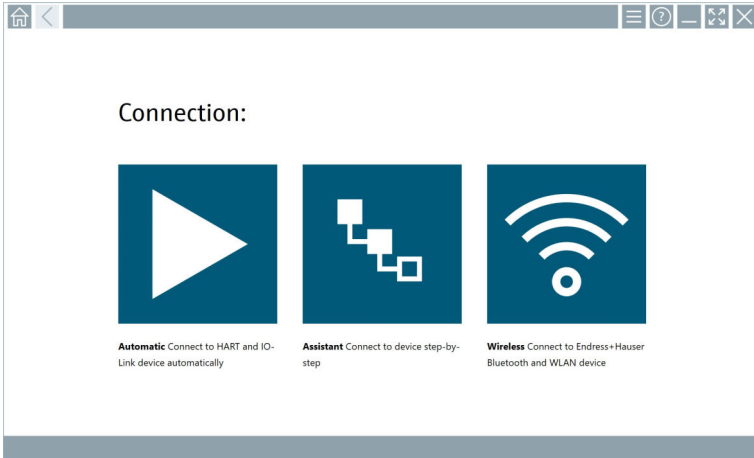 Connection:
Automatic Connect to HART and IO-
Link device automatically
Assistant Connect to device step-by-
step
Wireless Connect to Endress+Hauser
Bluetooth and WLAN device